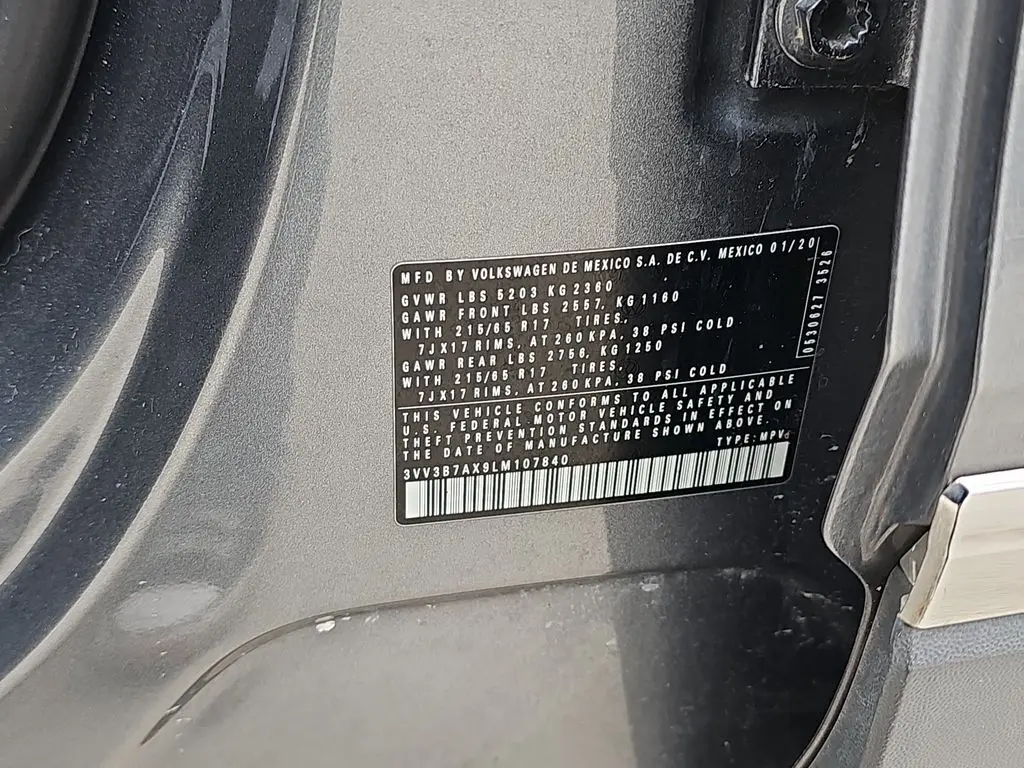 MFD BY VOLKSWAGEN DE MEXICO S.A. DE C.V. MEXICO 01/20
GVWR LBS 5203 KG 2360
GAWR FRONT LBS 2557, KG 1160
WITH 215/65 R17 TIRES,
7JX17 RIMS, AT 260 KPA, 38 PSI COLD
GAWR REAR LBS 2756, KG 1250
WITH 215/65 R17 TIRES,
7JX17 RIMS, AT 260 KPA, 38 PSI COLD
0530627 3526
THIS VEHICLE CONFORMS TO ALL APPLICABLE
U.S. FEDERAL MOTOR VEHICLE SAFETY AND
THEFT PREVENTION STANDARDS IN EFFECT ON
THE DATE OF MANUFACTURE SHOWN ABOVE.
3VV3B7AX9LM107840 TYPE: MPV